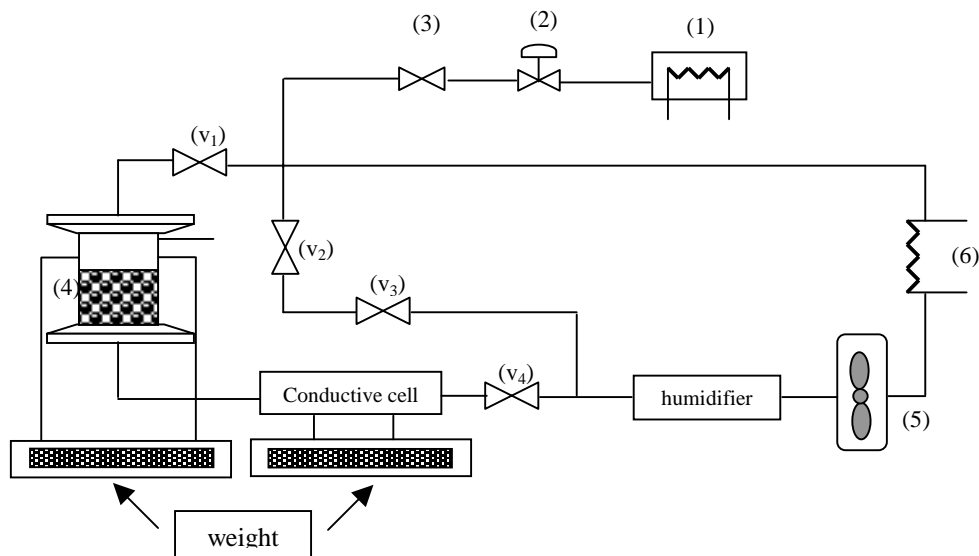 (3) (2) (1)
(v₁)
(v₂)
(4) (v₃) (6)
Conductive cell (v₄) humidifier
(5)
weight